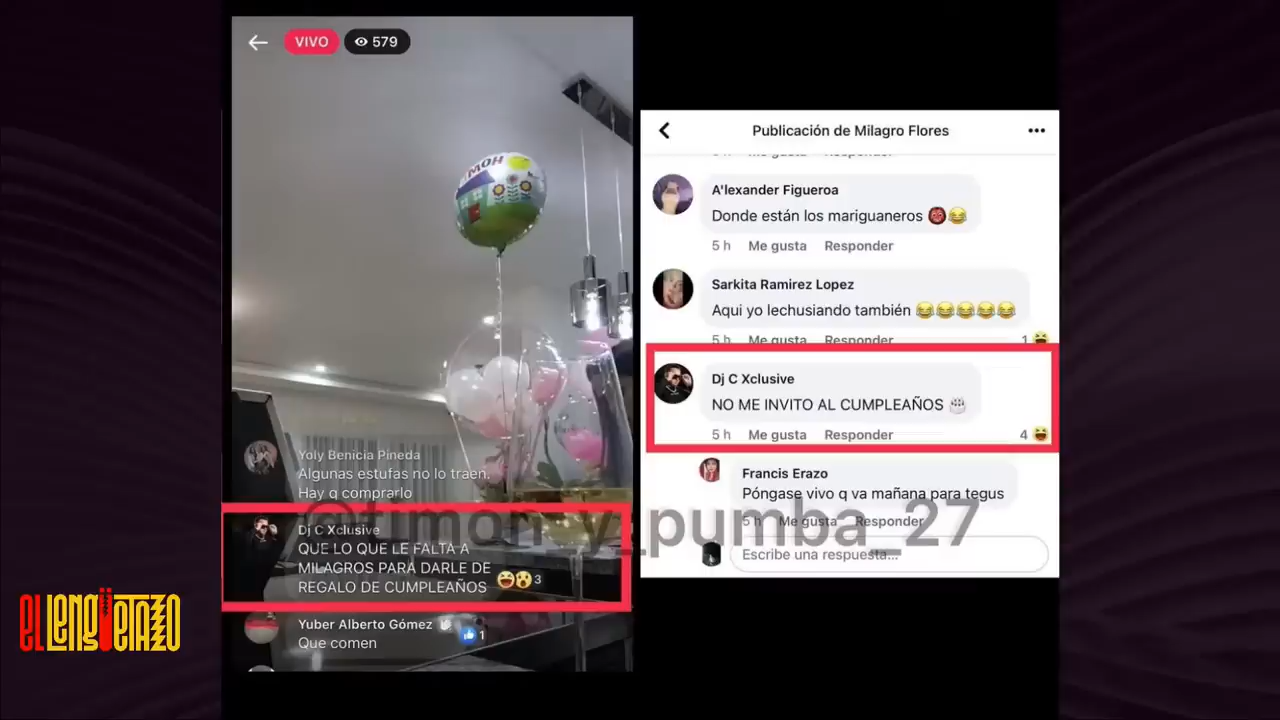 VIVO
579
HOME
Yoly Benicia Pineda
Algunas estufas no lo traen.
Hay q comprarlo
Dj C Xclusive
QUE LO QUE LE FALTA A
MILAGROS PARA DARLE DE
REGALO DE CUMPLEAÑOS
3
Yuber Alberto Gómez
1
Que comen
Publicación de Milagro Flores
5 h Me gusta Responder
A'lexander Figueroa
Donde están los mariguaneros 👹😂
5 h Me gusta Responder
Sarkita Ramirez Lopez
Aqui yo lechusiando también 😂😂😂😂😂
5 h Me gusta Responder 1
Dj C Xclusive
NO ME INVITO AL CUMPLEAÑOS 🎂
5 h Me gusta Responder 4
Francis Erazo
Póngase vivo q va mañana para tegus
5 h Me gusta Responder
Escribe una respuesta...
@timon_y_pumba_27
EL LENGÜETAZO